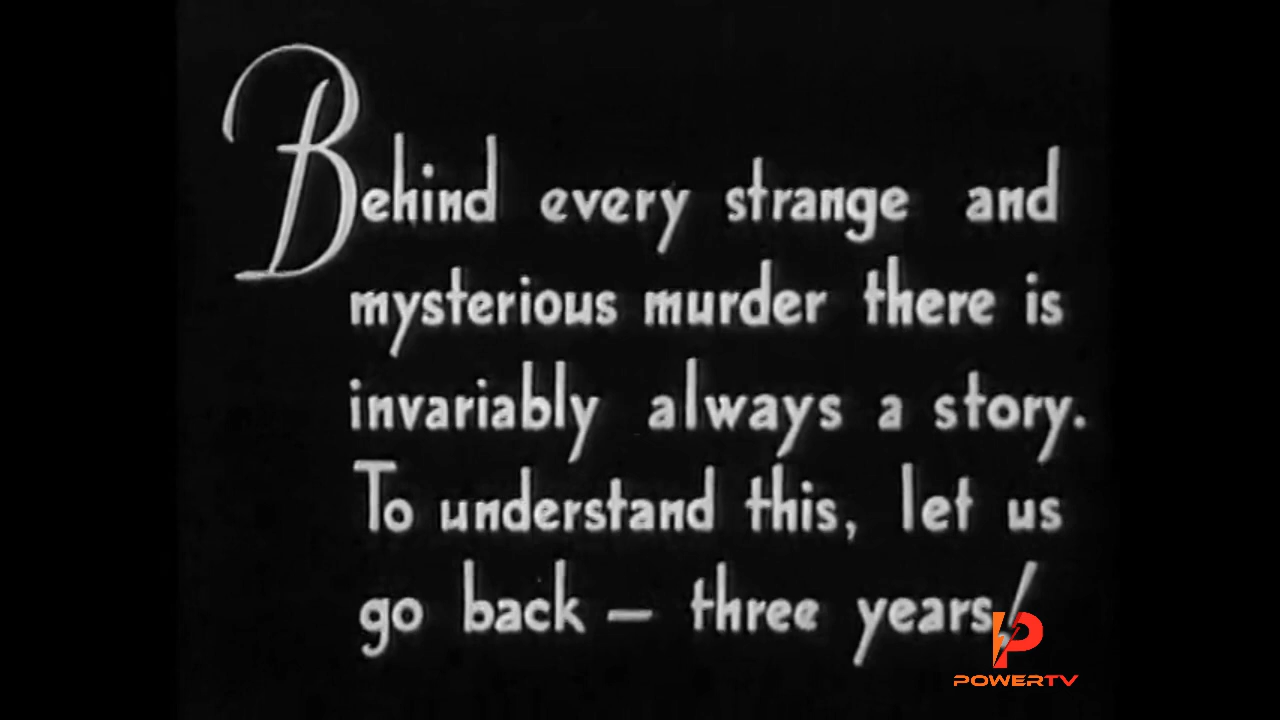 Behind every strange and
mysterious murder there is
invariably always a story.
To understand this, let us
go back — three years!
POWERTV